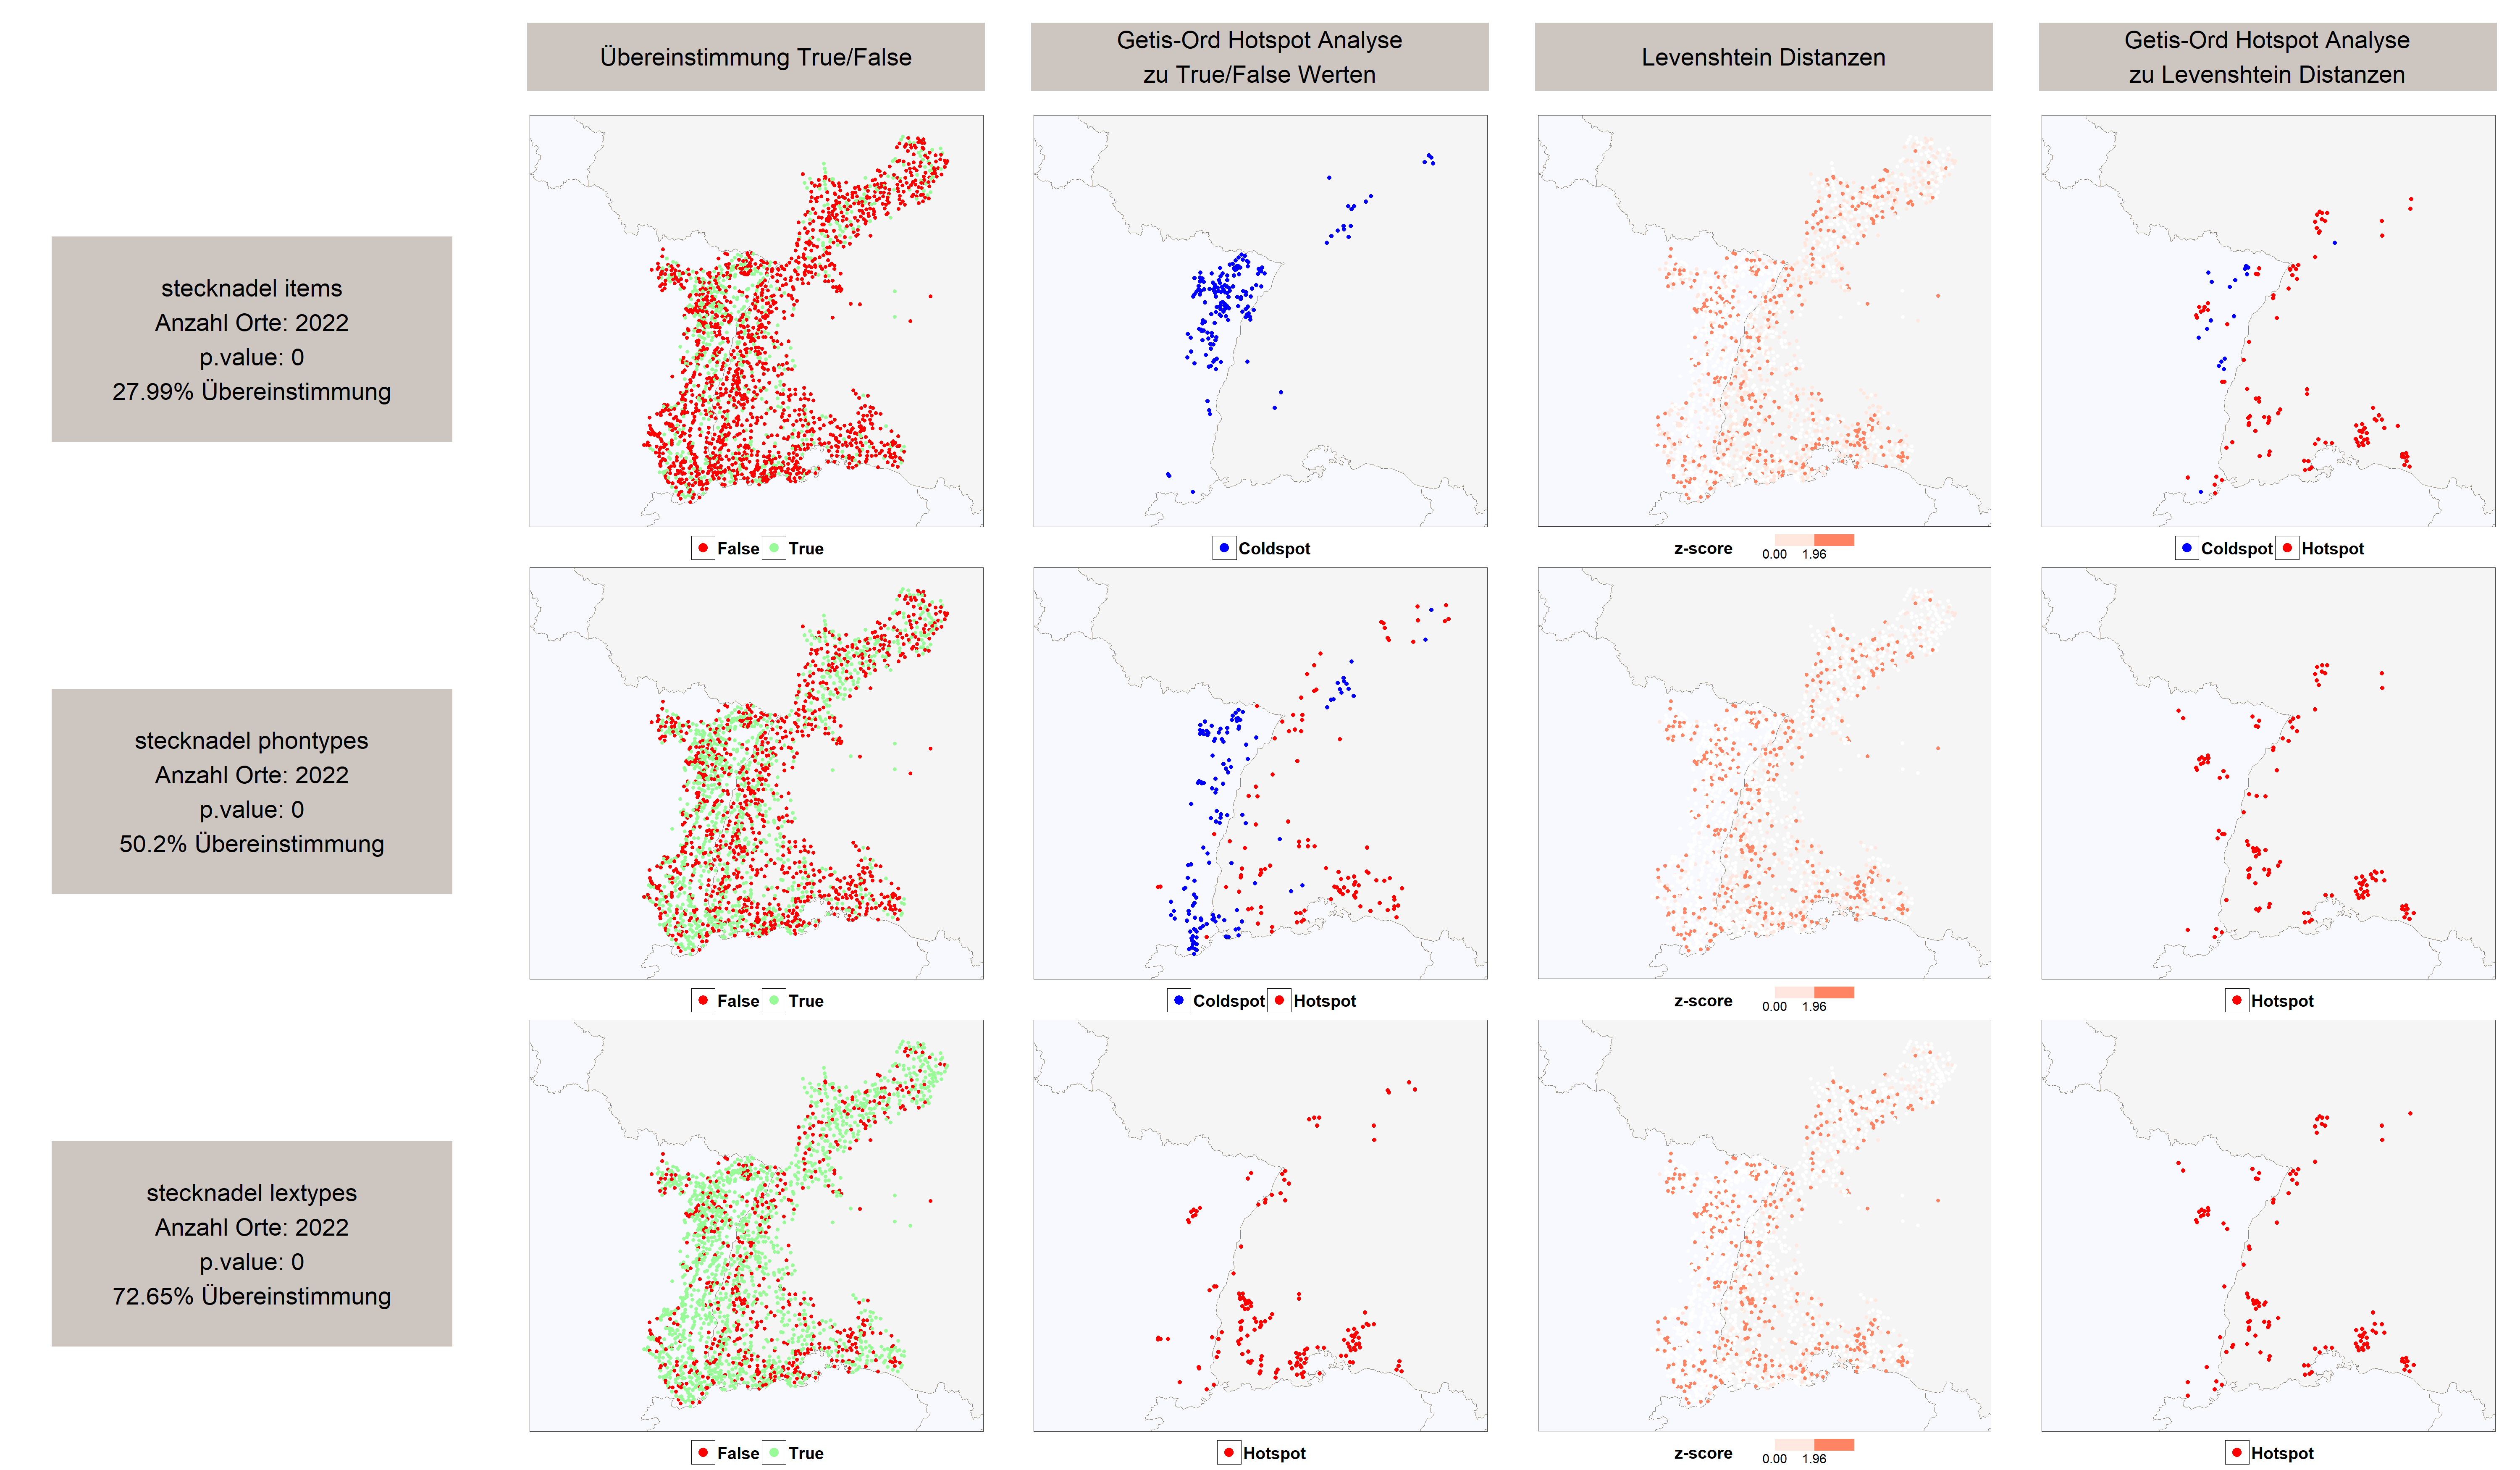 Übereinstimmung True/False
Getis-Ord Hotspot Analyse
zu True/False Werten
Levenshtein Distanzen
Getis-Ord Hotspot Analyse
zu Levenshtein Distanzen
stecknadel items
Anzahl Orte: 2022
p.value: 0
27.99% Übereinstimmung
False True
Coldspot
z-score
0.00 1.96
Coldspot Hotspot
stecknadel phontypes
Anzahl Orte: 2022
p.value: 0
50.2% Übereinstimmung
False True
Coldspot Hotspot
z-score
0.00 1.96
Hotspot
stecknadel lextypes
Anzahl Orte: 2022
p.value: 0
72.65% Übereinstimmung
False True
Hotspot
z-score
0.00 1.96
Hotspot